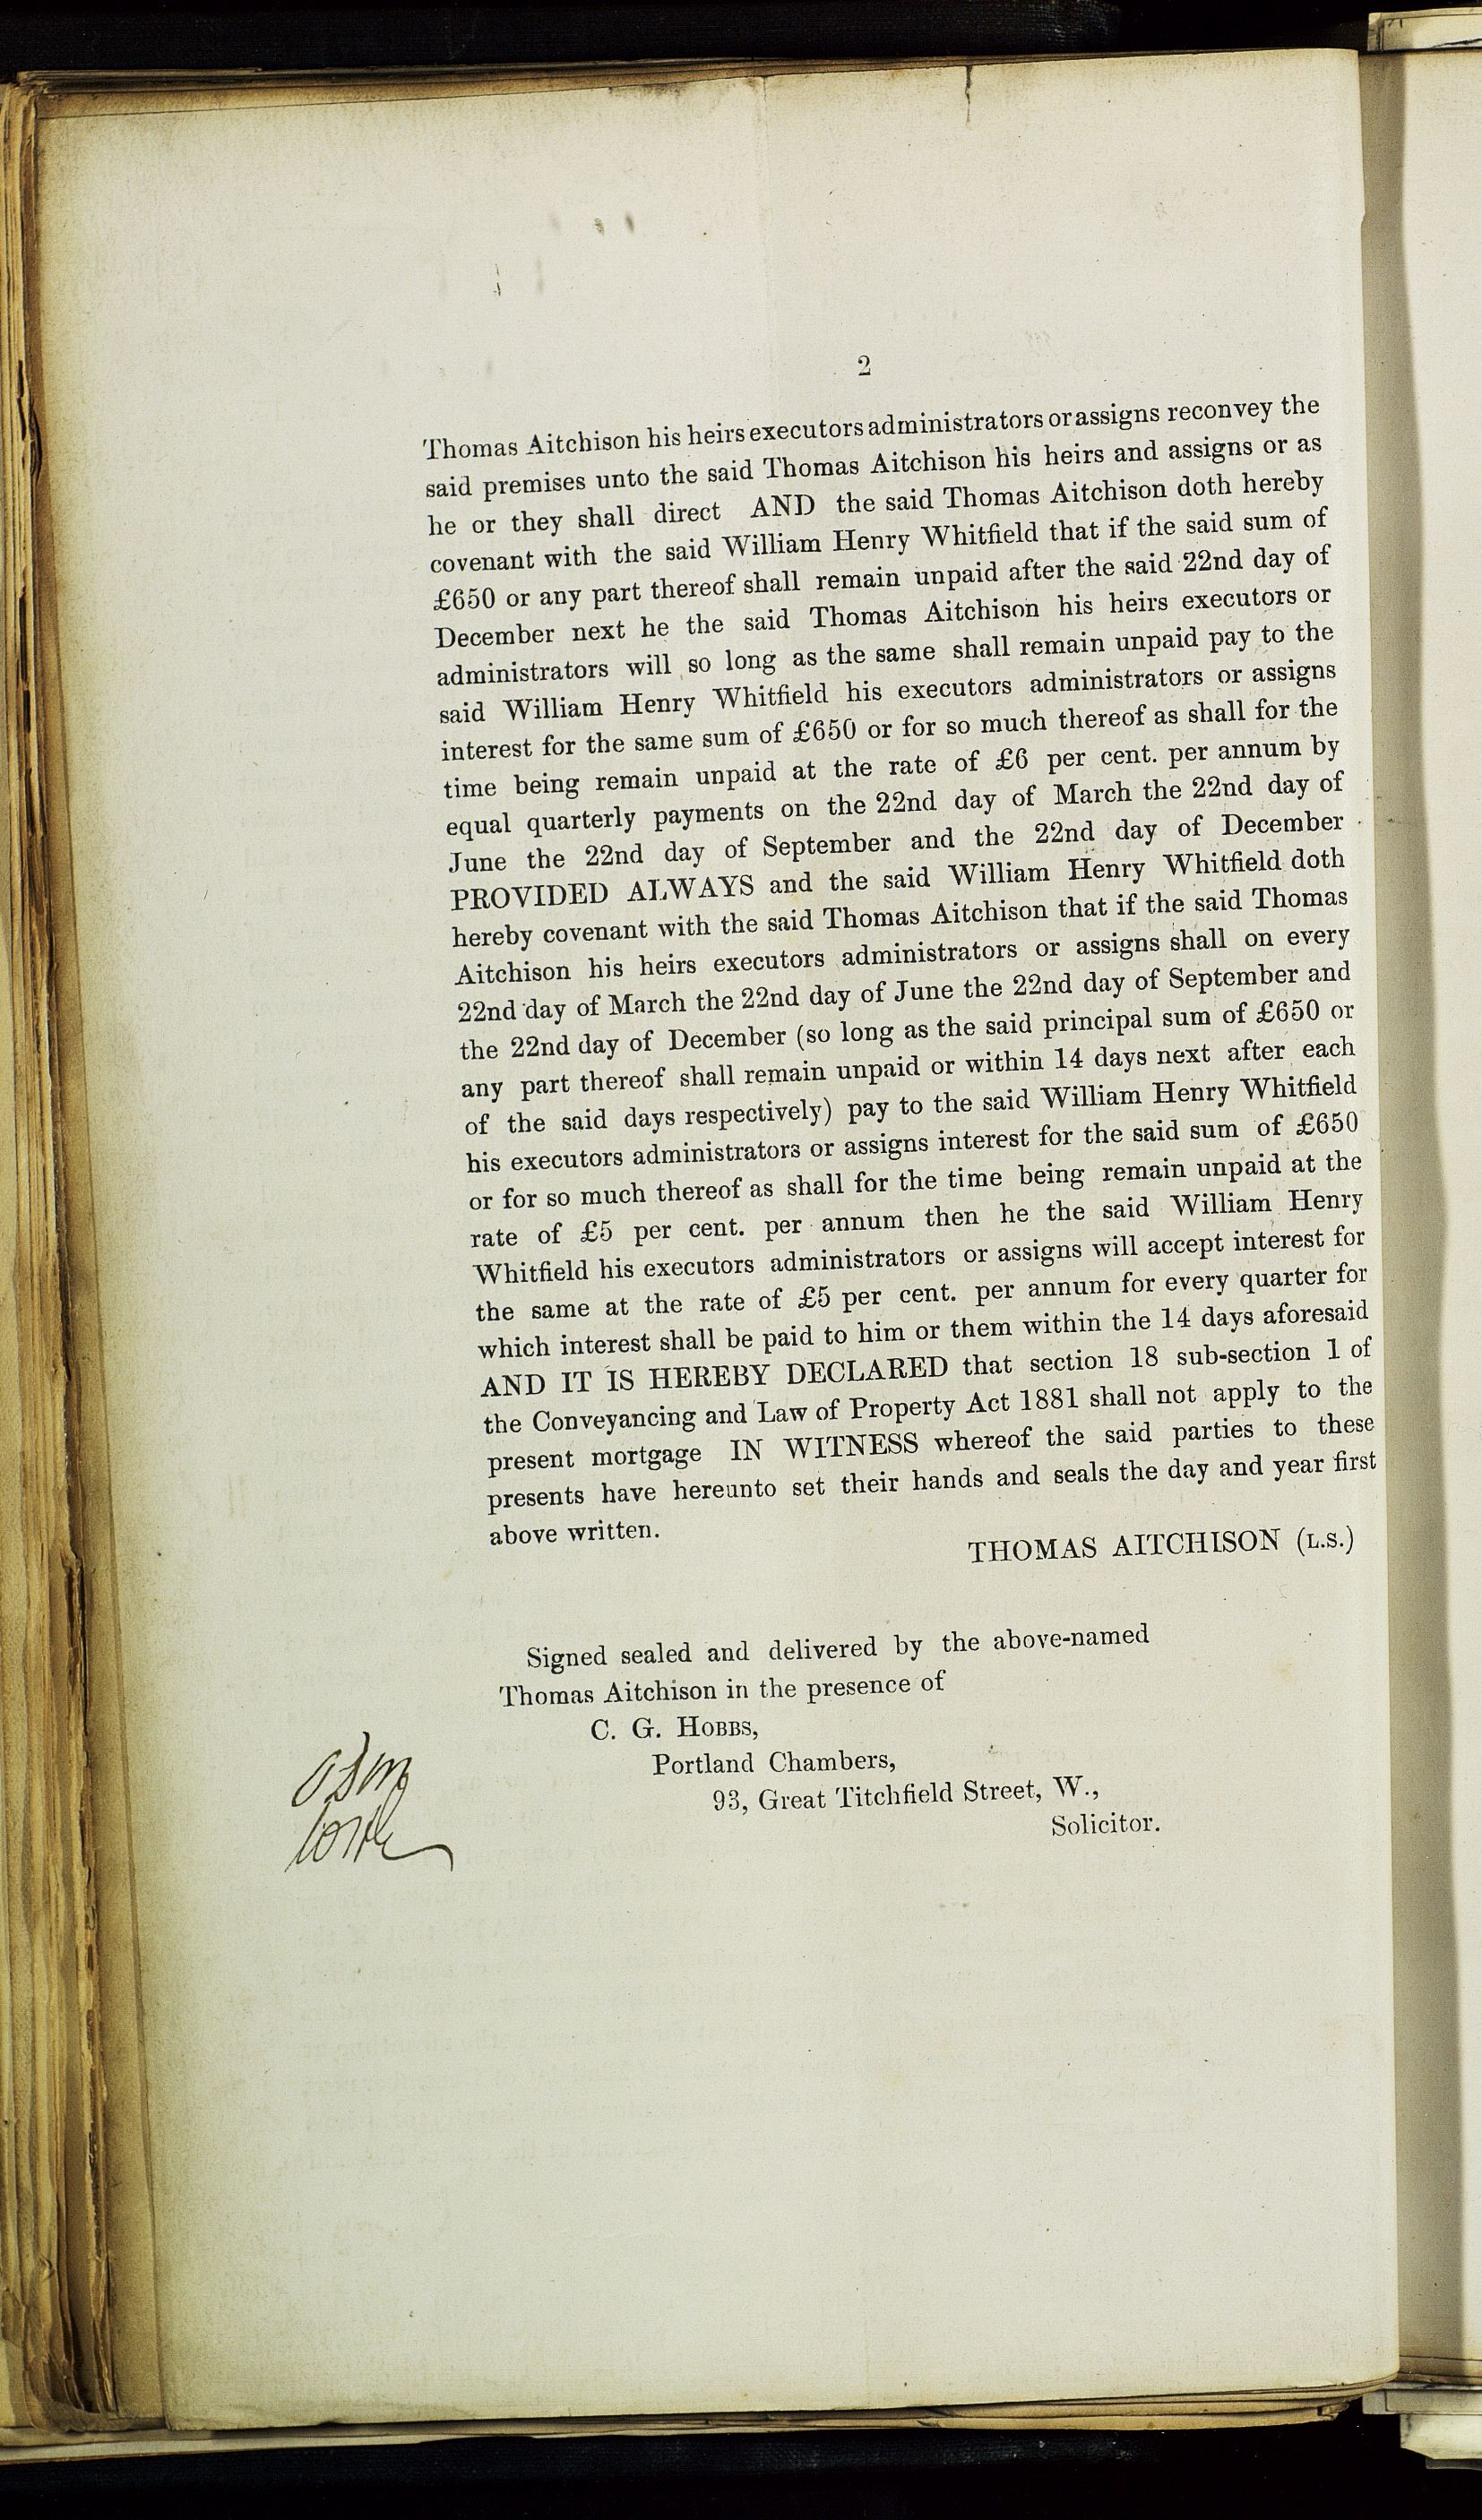 2
Thomas Aitchison his heirs executors administrators or assigns reconvey the
said premises unto the said Thomas Aitchison his heirs and assigns or as
he or they shall direct AND the said Thomas Aitchison doth hereby
covenant with the said William Henry Whitfield that if the said sum of
£650 or any part thereof shall remain unpaid after the said 22nd day of
December next he the said Thomas Aitchison his heirs executors or
administrators will so long as the same shall remain unpaid pay to the
said William Henry Whitfield his executors administrators or assigns
interest for the same sum of £650 or for so much thereof as shall for the
time being remain unpaid at the rate of £6 per cent. per annum by
equal quarterly payments on the 22nd day of March the 22nd day of
June the 22nd day of September and the 22nd day of December
PROVIDED ALWAYS and the said William Henry Whitfield doth
hereby covenant with the said Thomas Aitchison that if the said Thomas
Aitchison his heirs executors administrators or assigns shall on every
22nd day of March the 22nd day of June the 22nd day of September and
the 22nd day of December (so long as the said principal sum of £650 or
any part thereof shall remain unpaid or within 14 days next after each
of the said days respectively) pay to the said William Henry Whitfield
his executors administrators or assigns interest for the said sum of £650
or for so much thereof as shall for the time being remain unpaid at the
rate of £5 per cent. per annum then he the said William Henry
Whitfield his executors administrators or assigns will accept interest for
the same at the rate of £5 per cent. per annum for every quarter for
which interest shall be paid to him or them within the 14 days aforesaid
AND IT IS HEREBY DECLARED that section 18 sub-section 1 of
the Conveyancing and Law of Property Act 1881 shall not apply to the
present mortgage IN WITNESS whereof the said parties to these
presents have hereunto set their hands and seals the day and year first
above written.
THOMAS AITCHISON (L.S.)
Signed sealed and delivered by the above-named
Thomas Aitchison in the presence of
C. G. HOBBS,
Portland Chambers,
93, Great Titchfield Street, W.,
Solicitor.